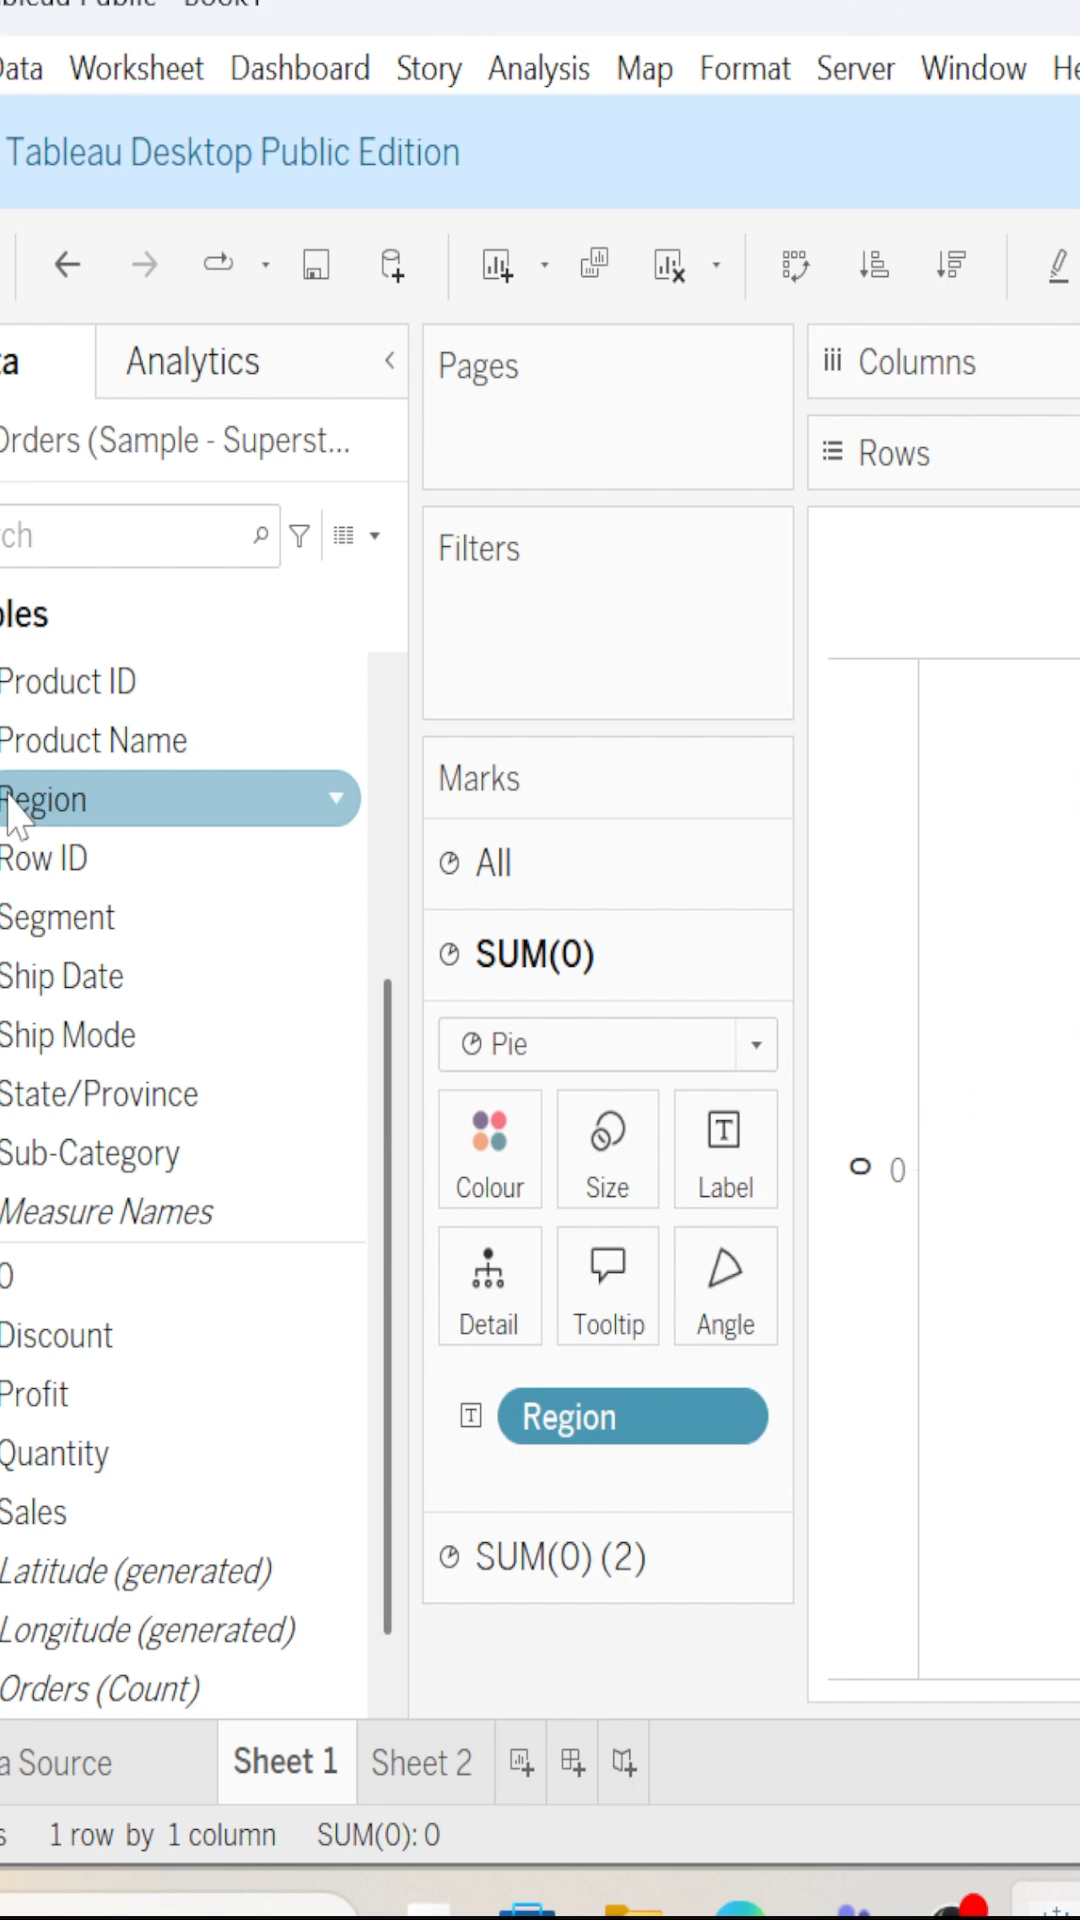 Data Worksheet Dashboard Story Analysis Map Format Server Window
Tableau Desktop Public Edition
Analytics
Pages
Columns
Orders (Sample - Superst...
Rows
Filters
Product ID
Product Name
Region
Row ID
Segment
Ship Date
Ship Mode
State/Province
Sub-Category
Measure Names
0
Discount
Profit
Quantity
Sales
Latitude (generated)
Longitude (generated)
Orders (Count)
Marks
All
SUM(0)
Pie
Colour Size Label
Detail Tooltip Angle
Region
SUM(0) (2)
0 0
a Source Sheet 1 Sheet 2
1 row by 1 column SUM(0): 0